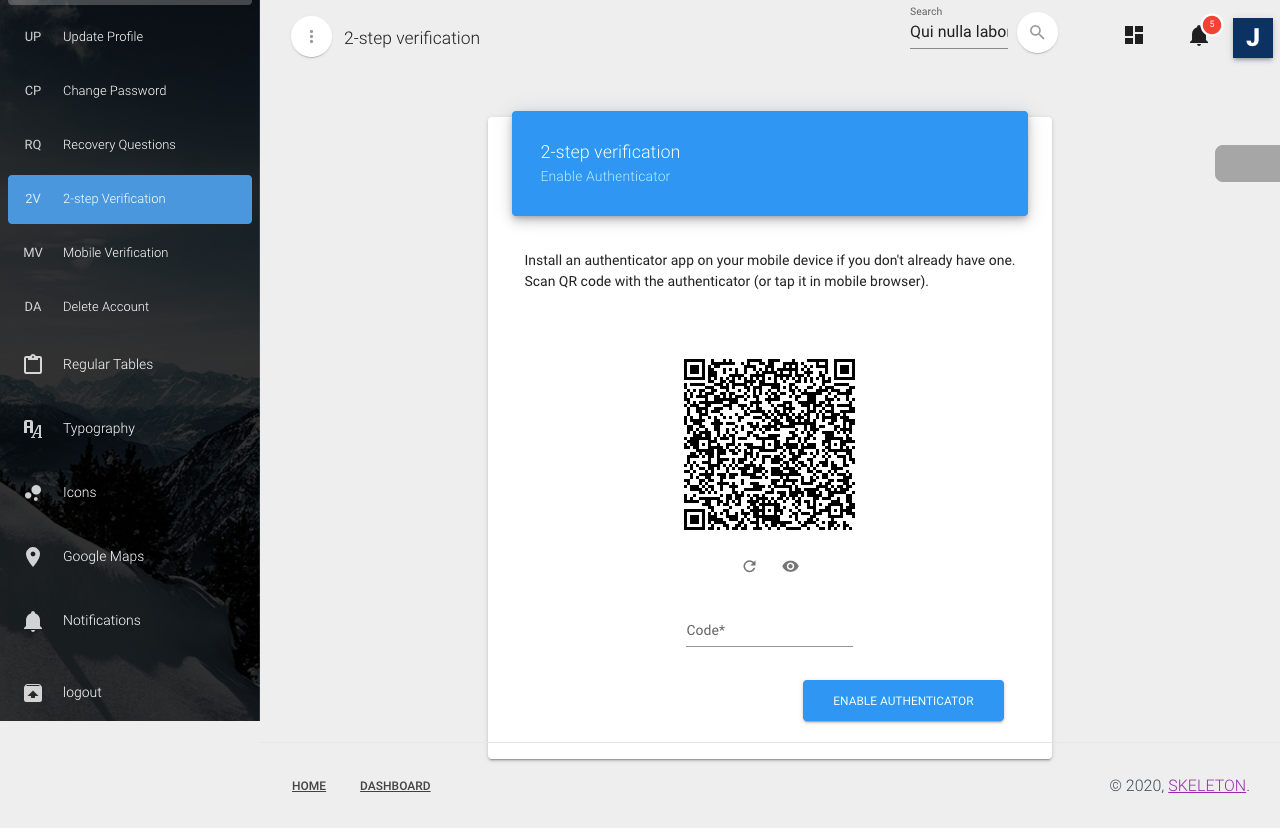 UP Update Profile
CP Change Password
RQ Recovery Questions
2V 2-step Verification
MV Mobile Verification
DA Delete Account
Regular Tables
Typography
Icons
Google Maps
Notifications
logout
2-step verification
Search
Qui nulla labo
5
J
2-step verification
Enable Authenticator
Install an authenticator app on your mobile device if you don't already have one.
Scan QR code with the authenticator (or tap it in mobile browser).
Code*
ENABLE AUTHENTICATOR
HOME DASHBOARD
© 2020, SKELETON.